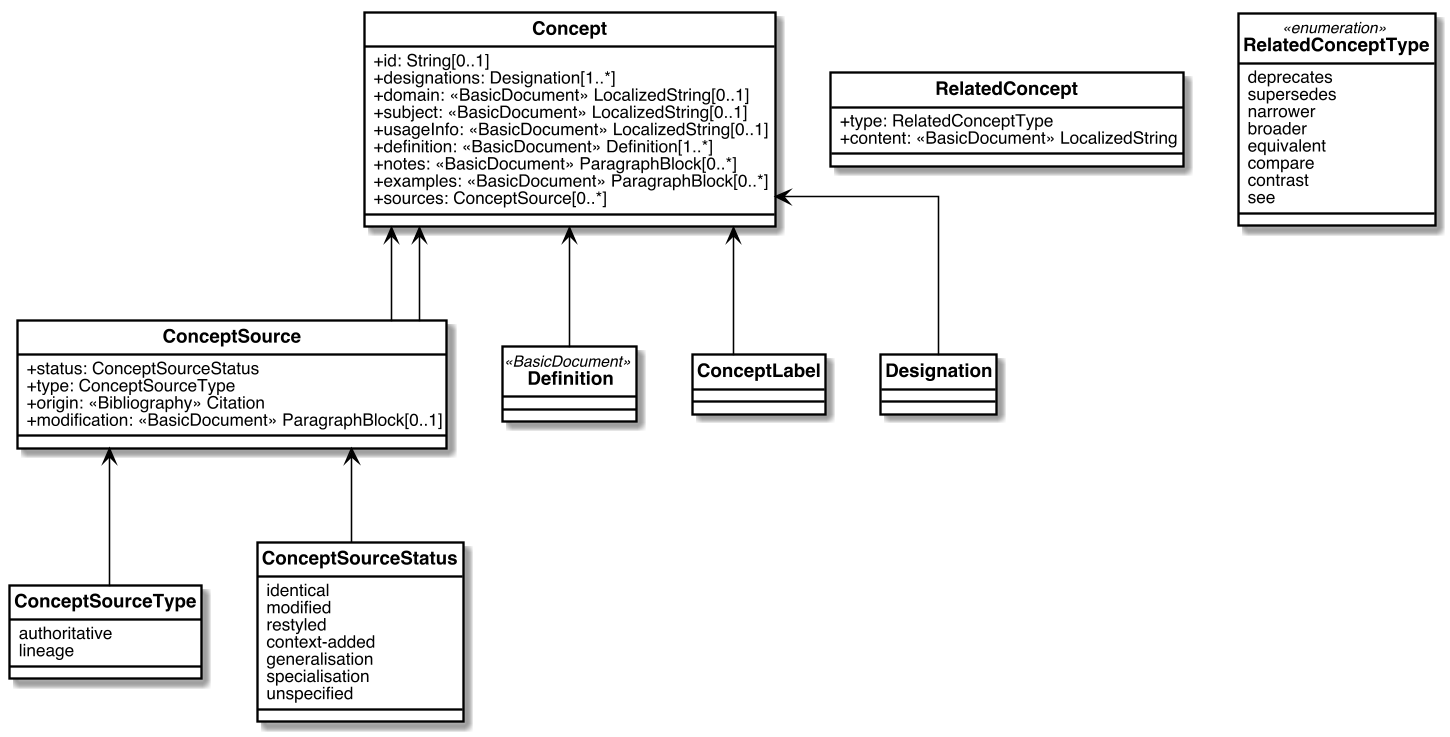 Concept
+id: String[0..1]
+designations: Designation[1..*]
+domain: «BasicDocument» LocalizedString[0..1]
+subject: «BasicDocument» LocalizedString[0..1]
+usageInfo: «BasicDocument» LocalizedString[0..1]
+definition: «BasicDocument» Definition[1..*]
+notes: «BasicDocument» ParagraphBlock[0..*]
+examples: «BasicDocument» ParagraphBlock[0..*]
+sources: ConceptSource[0..*]
RelatedConcept
+type: RelatedConceptType
+content: «BasicDocument» LocalizedString
«enumeration»
RelatedConceptType
deprecates
supersedes
narrower
broader
equivalent
compare
contrast
see
ConceptSource
+status: ConceptSourceStatus
+type: ConceptSourceType
+origin: «Bibliography» Citation
+modification: «BasicDocument» ParagraphBlock[0..1]
«BasicDocument»
Definition
ConceptLabel
Designation
ConceptSourceType
authoritative
lineage
ConceptSourceStatus
identical
modified
restyled
context-added
generalisation
specialisation
unspecified